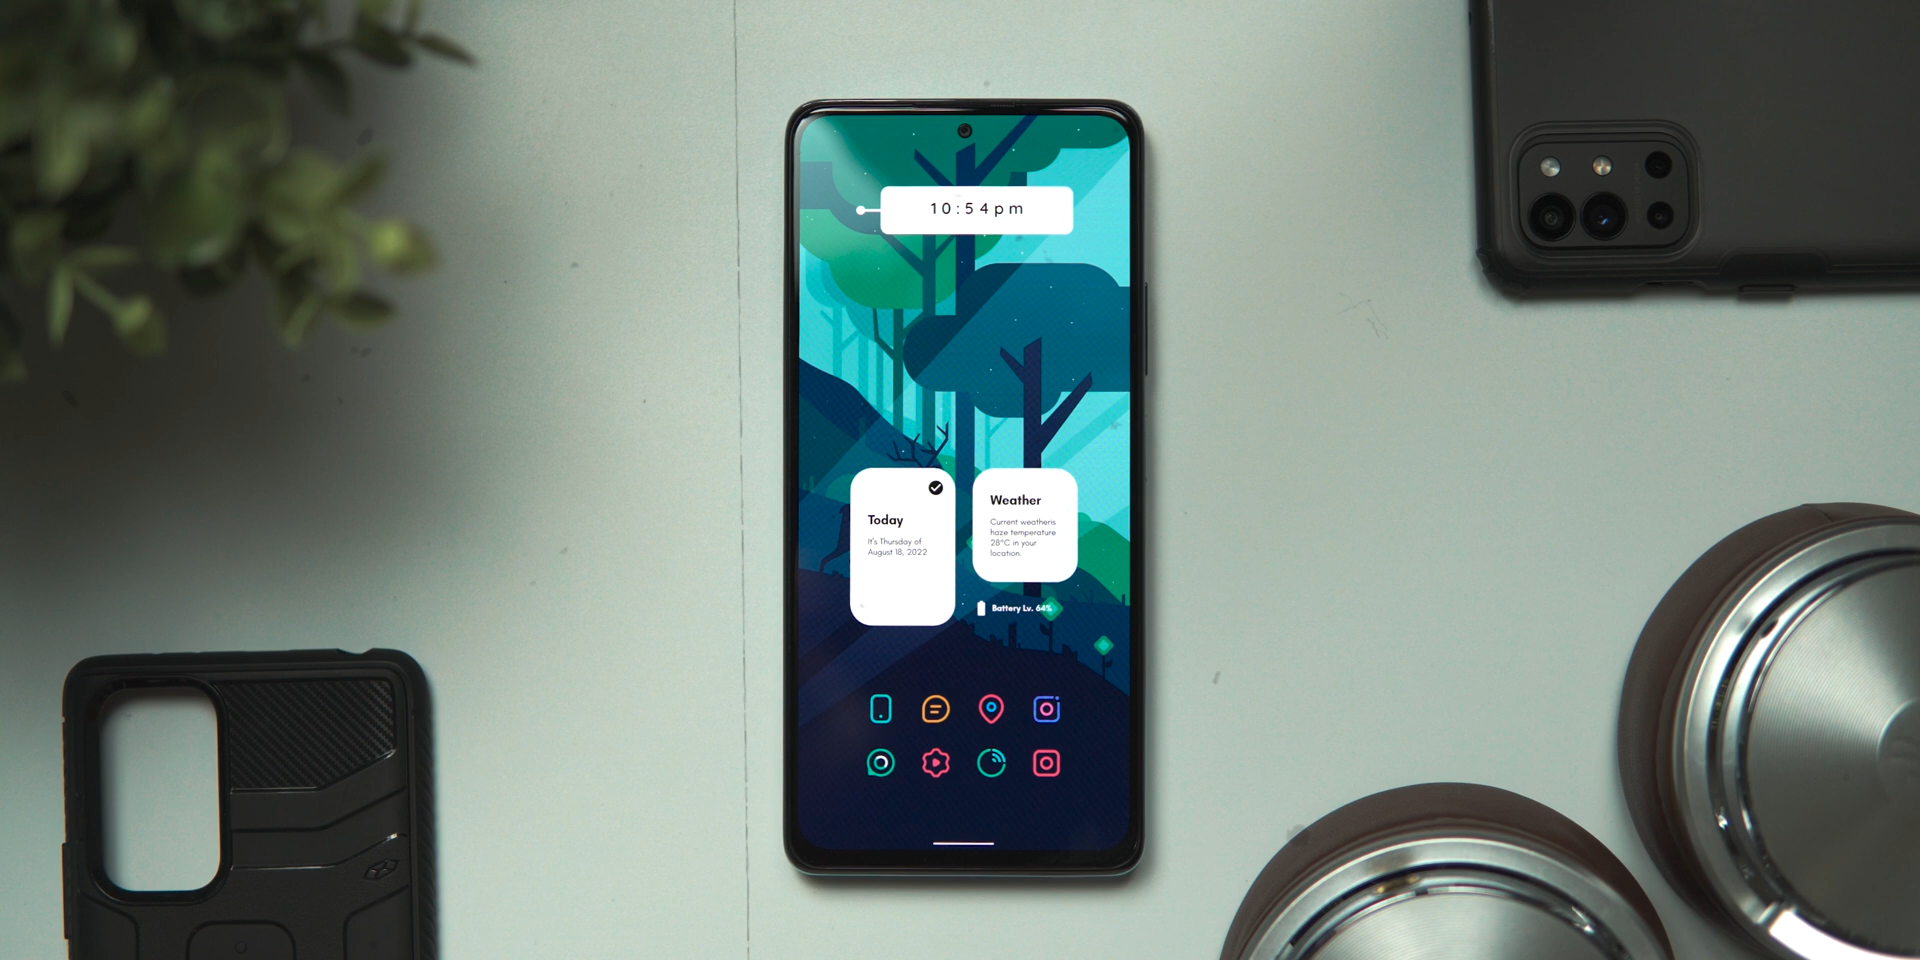 10:54pm
Today
It's Thursday of
August 18, 2022
Weather
Current weatheris
haze temperature
28°C in your
location.
Battery Lv. 64%